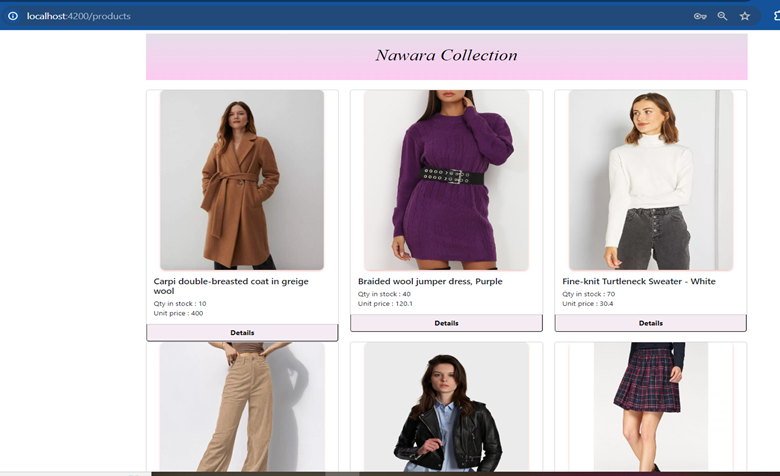 localhost:4200/products
Nawara Collection
Carpi double-breasted coat in greige
wool
Qty in stock : 10
Unit price : 400
Details
Braided wool jumper dress, Purple
Qty in stock : 40
Unit price : 120.1
Details
Fine-knit Turtleneck Sweater - White
Qty in stock : 70
Unit price : 30.4
Details